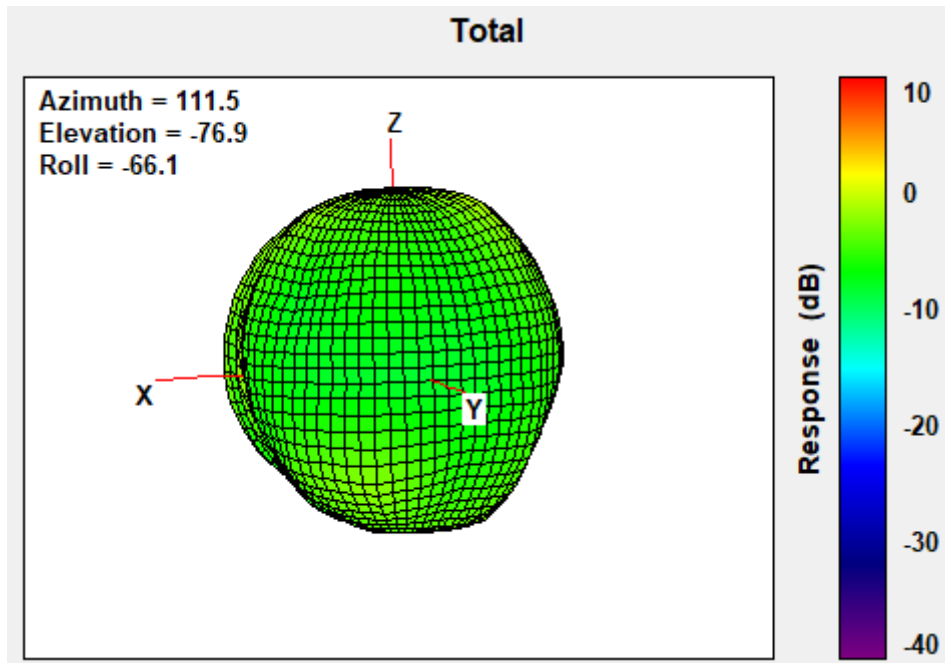 Total
Azimuth = 111.5
Elevation = -76.9
Roll = -66.1
Z
X
Y
10
0
-10
-20
-30
-40
Response (dB)